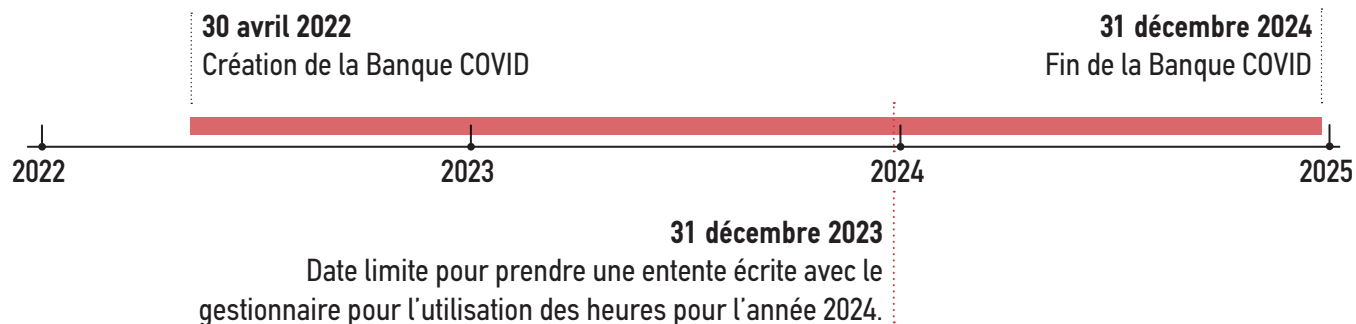 30 avril 2022
Création de la Banque COVID
31 décembre 2024
Fin de la Banque COVID
2022
2023
2024
2025
31 décembre 2023
Date limite pour prendre une entente écrite avec le
gestionnaire pour l’utilisation des heures pour l’année 2024.